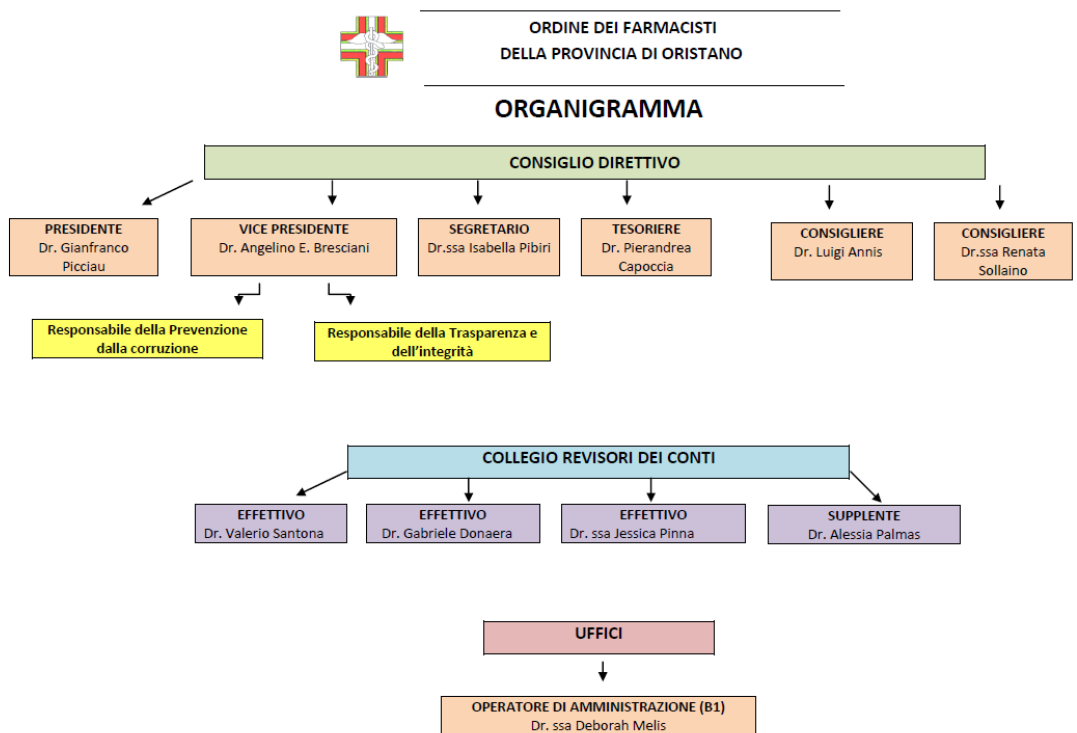 ORDINE DEI FARMACISTI
DELLA PROVINCIA DI ORISTANO
ORGANIGRAMMA
CONSIGLIO DIRETTIVO
PRESIDENTE
Dr. Gianfranco
Picciau
VICE PRESIDENTE
Dr. Angelino E. Bresciani
SEGRETARIO
Dr.ssa Isabella Pibiri
TESORIERE
Dr. Pierandrea
Capoccia
CONSIGLIERE
Dr. Luigi Annis
CONSIGLIERE
Dr.ssa Renata
Sollaino
Responsabile della Prevenzione
dalla corruzione
Responsabile della Trasparenza e
dell’integrità
COLLEGIO REVISORI DEI CONTI
EFFETTIVO
Dr. Valerio Santona
EFFETTIVO
Dr. Gabriele Donaera
EFFETTIVO
Dr. ssa Jessica Pinna
SUPPLENTE
Dr. Alessia Palmas
UFFICI
OPERATORE DI AMMINISTRAZIONE (B1)
Dr. ssa Deborah Melis